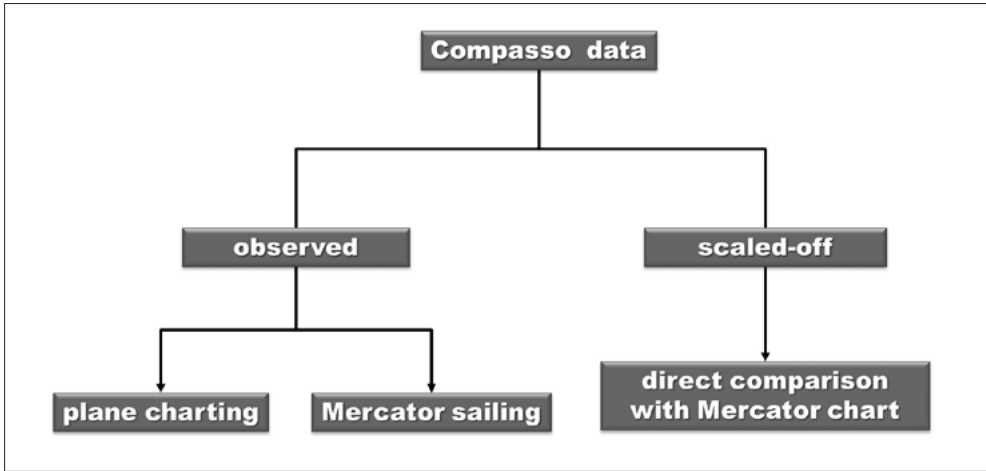 Compasso data
observed
scaled-off
plane charting
Mercator sailing
direct comparison
with Mercator chart